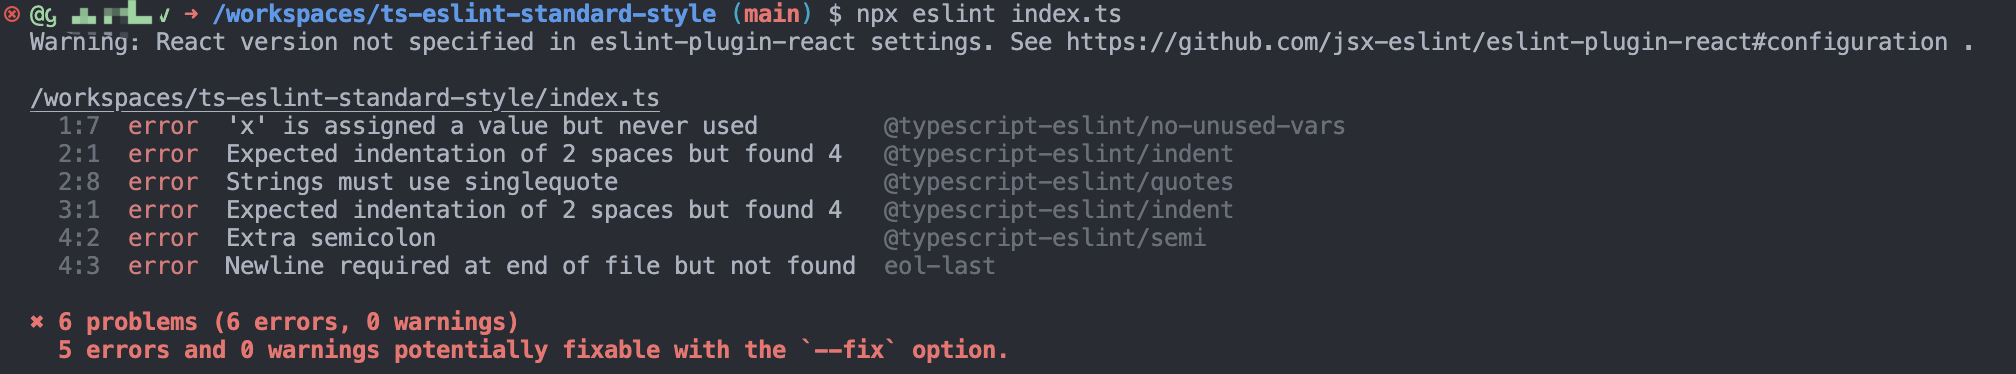 @g ✓ → /workspaces/ts-eslint-standard-style (main) $ npx eslint index.ts
Warning: React version not specified in eslint-plugin-react settings. See https://github.com/jsx-eslint/eslint-plugin-react#configuration .
/workspaces/ts-eslint-standard-style/index.ts
1:7 error 'x' is assigned a value but never used @typescript-eslint/no-unused-vars
2:1 error Expected indentation of 2 spaces but found 4 @typescript-eslint/indent
2:8 error Strings must use singlequote @typescript-eslint/quotes
3:1 error Expected indentation of 2 spaces but found 4 @typescript-eslint/indent
4:2 error Extra semicolon @typescript-eslint/semi
4:3 error Newline required at end of file but not found eol-last
✖ 6 problems (6 errors, 0 warnings)
5 errors and 0 warnings potentially fixable with the `--fix` option.